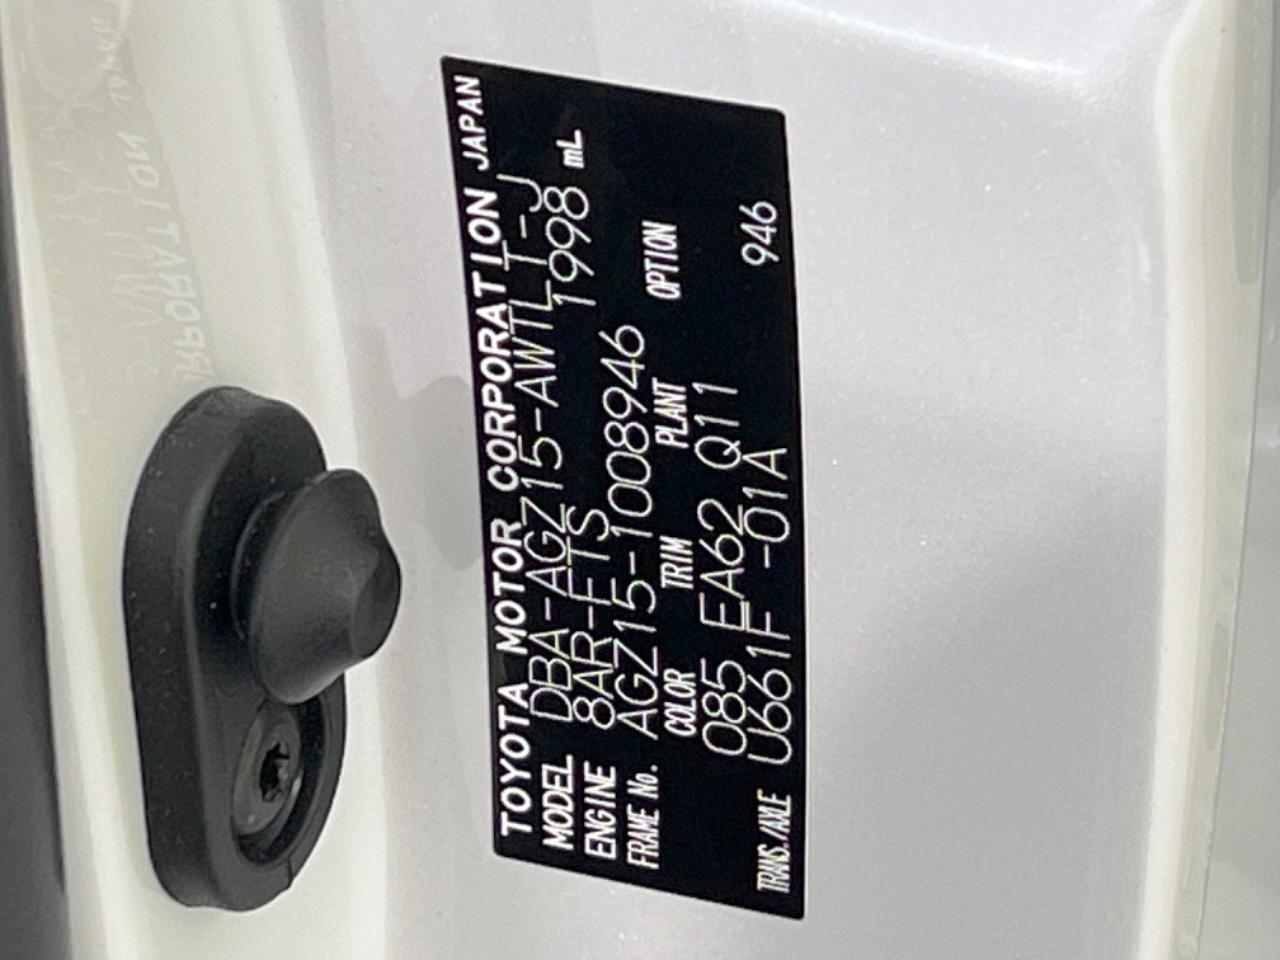 TOYOTA MOTOR CORPORATION JAPAN
MODEL DBA-AGZ15-AWTLT-J
ENGINE 8AR-FTS 1998 mL
FRAME No. AGZ15-1008946
COLOR TRIM PLANT OPTION
085 EA62 Q11
TRANS./AXLE U661F -01A 946